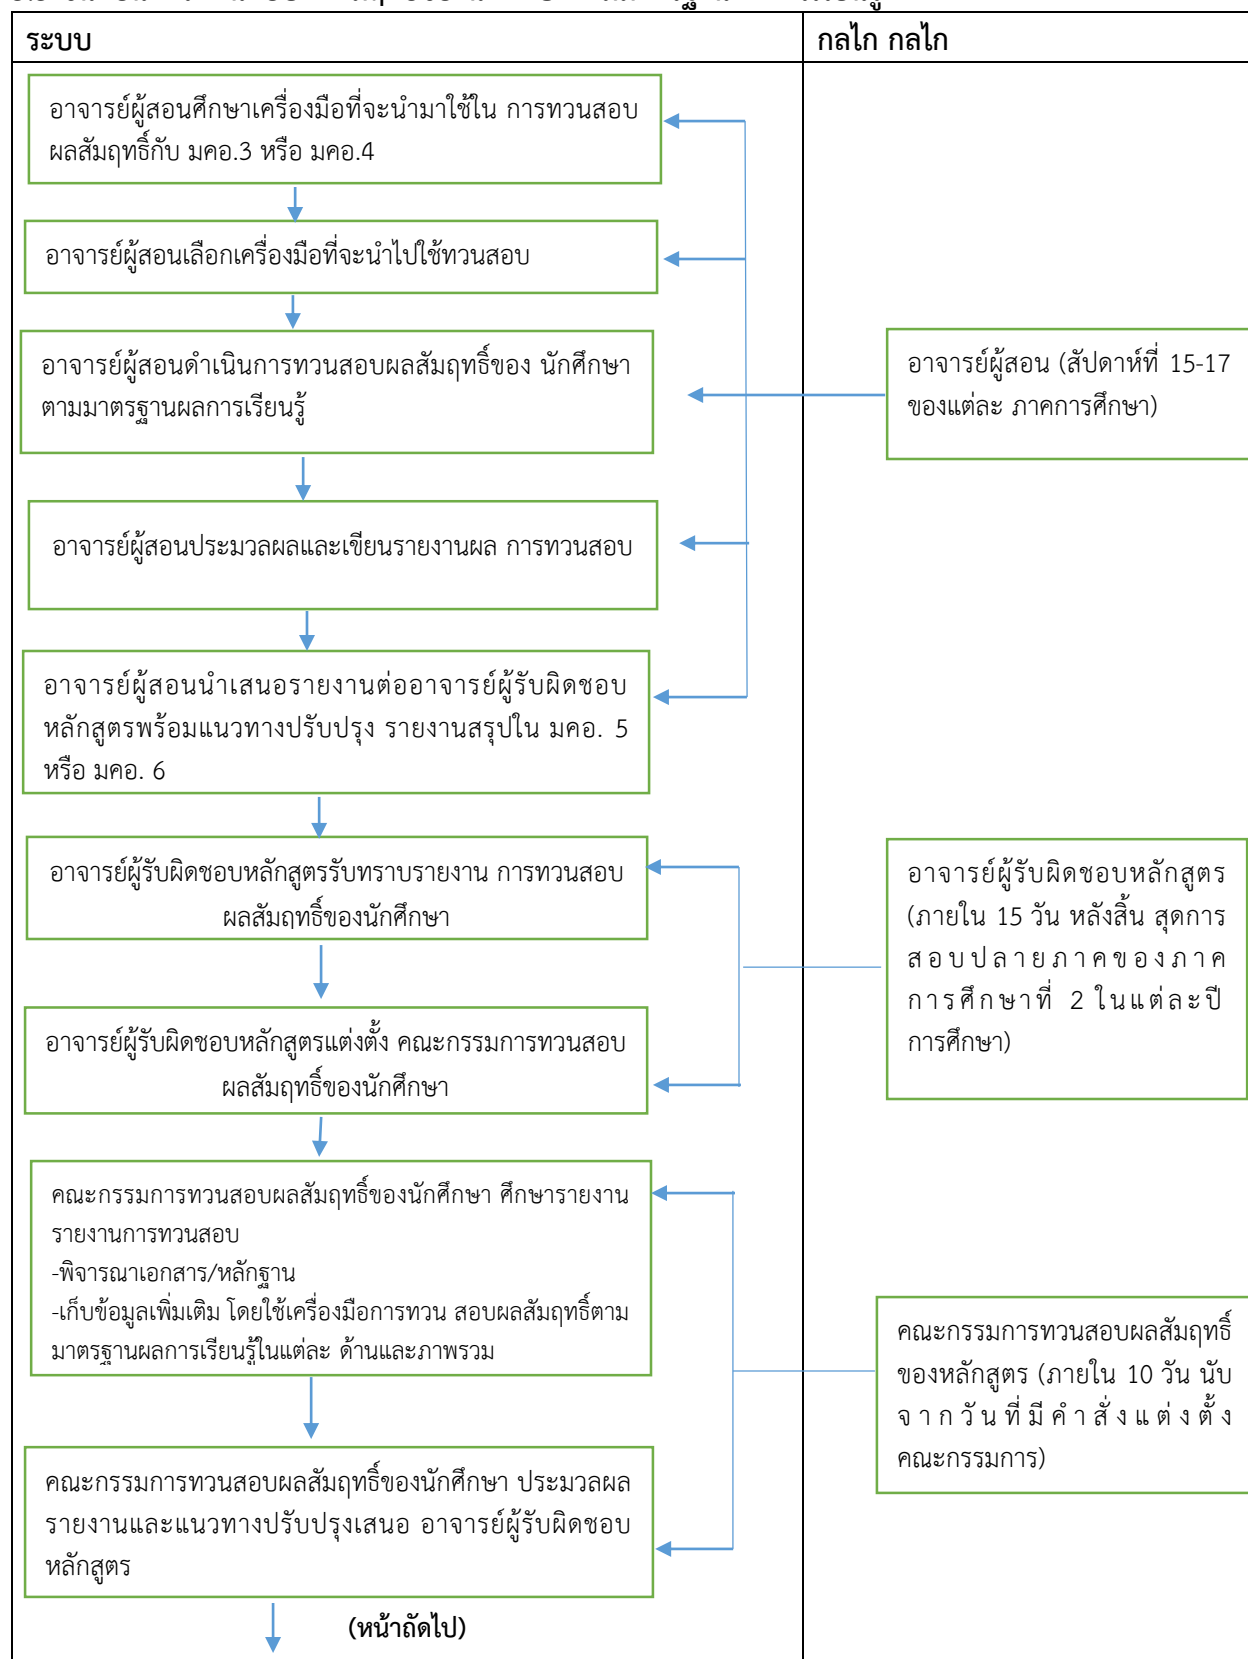 ระบบ
กลไก กลไก
อาจารย์ผู้สอนศึกษาเครื่องมือที่จะนำมาใช้ใน การทวนสอบ
ผลสัมฤทธิ์กับ มคอ.3 หรือ มคอ.4
อาจารย์ผู้สอนเลือกเครื่องมือที่จะนำไปใช้ทวนสอบ
อาจารย์ผู้สอนดำเนินการทวนสอบผลสัมฤทธิ์ของ นักศึกษา
ตามมาตรฐานผลการเรียนรู้
อาจารย์ผู้สอน (สัปดาห์ที่ 15-17
ของแต่ละ ภาคการศึกษา)
อาจารย์ผู้สอนประมวลผลและเขียนรายงานผล การทวนสอบ
อาจารย์ผู้สอนนำเสนอรายงานต่ออาจารย์ผู้รับผิดชอบ
หลักสูตรพร้อมแนวทางปรับปรุง รายงานสรุปใน มคอ. 5
หรือ มคอ. 6
อาจารย์ผู้รับผิดชอบหลักสูตรรับทราบรายงาน การทวนสอบ
ผลสัมฤทธิ์ของนักศึกษา
อาจารย์ผู้รับผิดชอบหลักสูตร
(ภายใน 15 วัน หลังสิ้น สุดการ
สอบปลายภาคของภาค
การศึกษาที่ 2 ในแต่ละปี
การศึกษา)
อาจารย์ผู้รับผิดชอบหลักสูตรแต่งตั้ง คณะกรรมการทวนสอบ
ผลสัมฤทธิ์ของนักศึกษา
คณะกรรมการทวนสอบผลสัมฤทธิ์ของนักศึกษา ศึกษารายงาน
รายงานการทวนสอบ
-พิจารณาเอกสาร/หลักฐาน
-เก็บข้อมูลเพิ่มเติม โดยใช้เครื่องมือการทวน สอบผลสัมฤทธิ์ตาม
มาตรฐานผลการเรียนรู้ในแต่ละ ด้านและภาพรวม
คณะกรรมการทวนสอบผลสัมฤทธิ์
ของหลักสูตร (ภายใน 10 วัน นับ
จากวันที่มีคำสั่งแต่งตั้ง
คณะกรรมการ)
คณะกรรมการทวนสอบผลสัมฤทธิ์ของนักศึกษา ประมวลผล
รายงานและแนวทางปรับปรุงเสนอ อาจารย์ผู้รับผิดชอบ
หลักสูตร
(หน้าถัดไป)